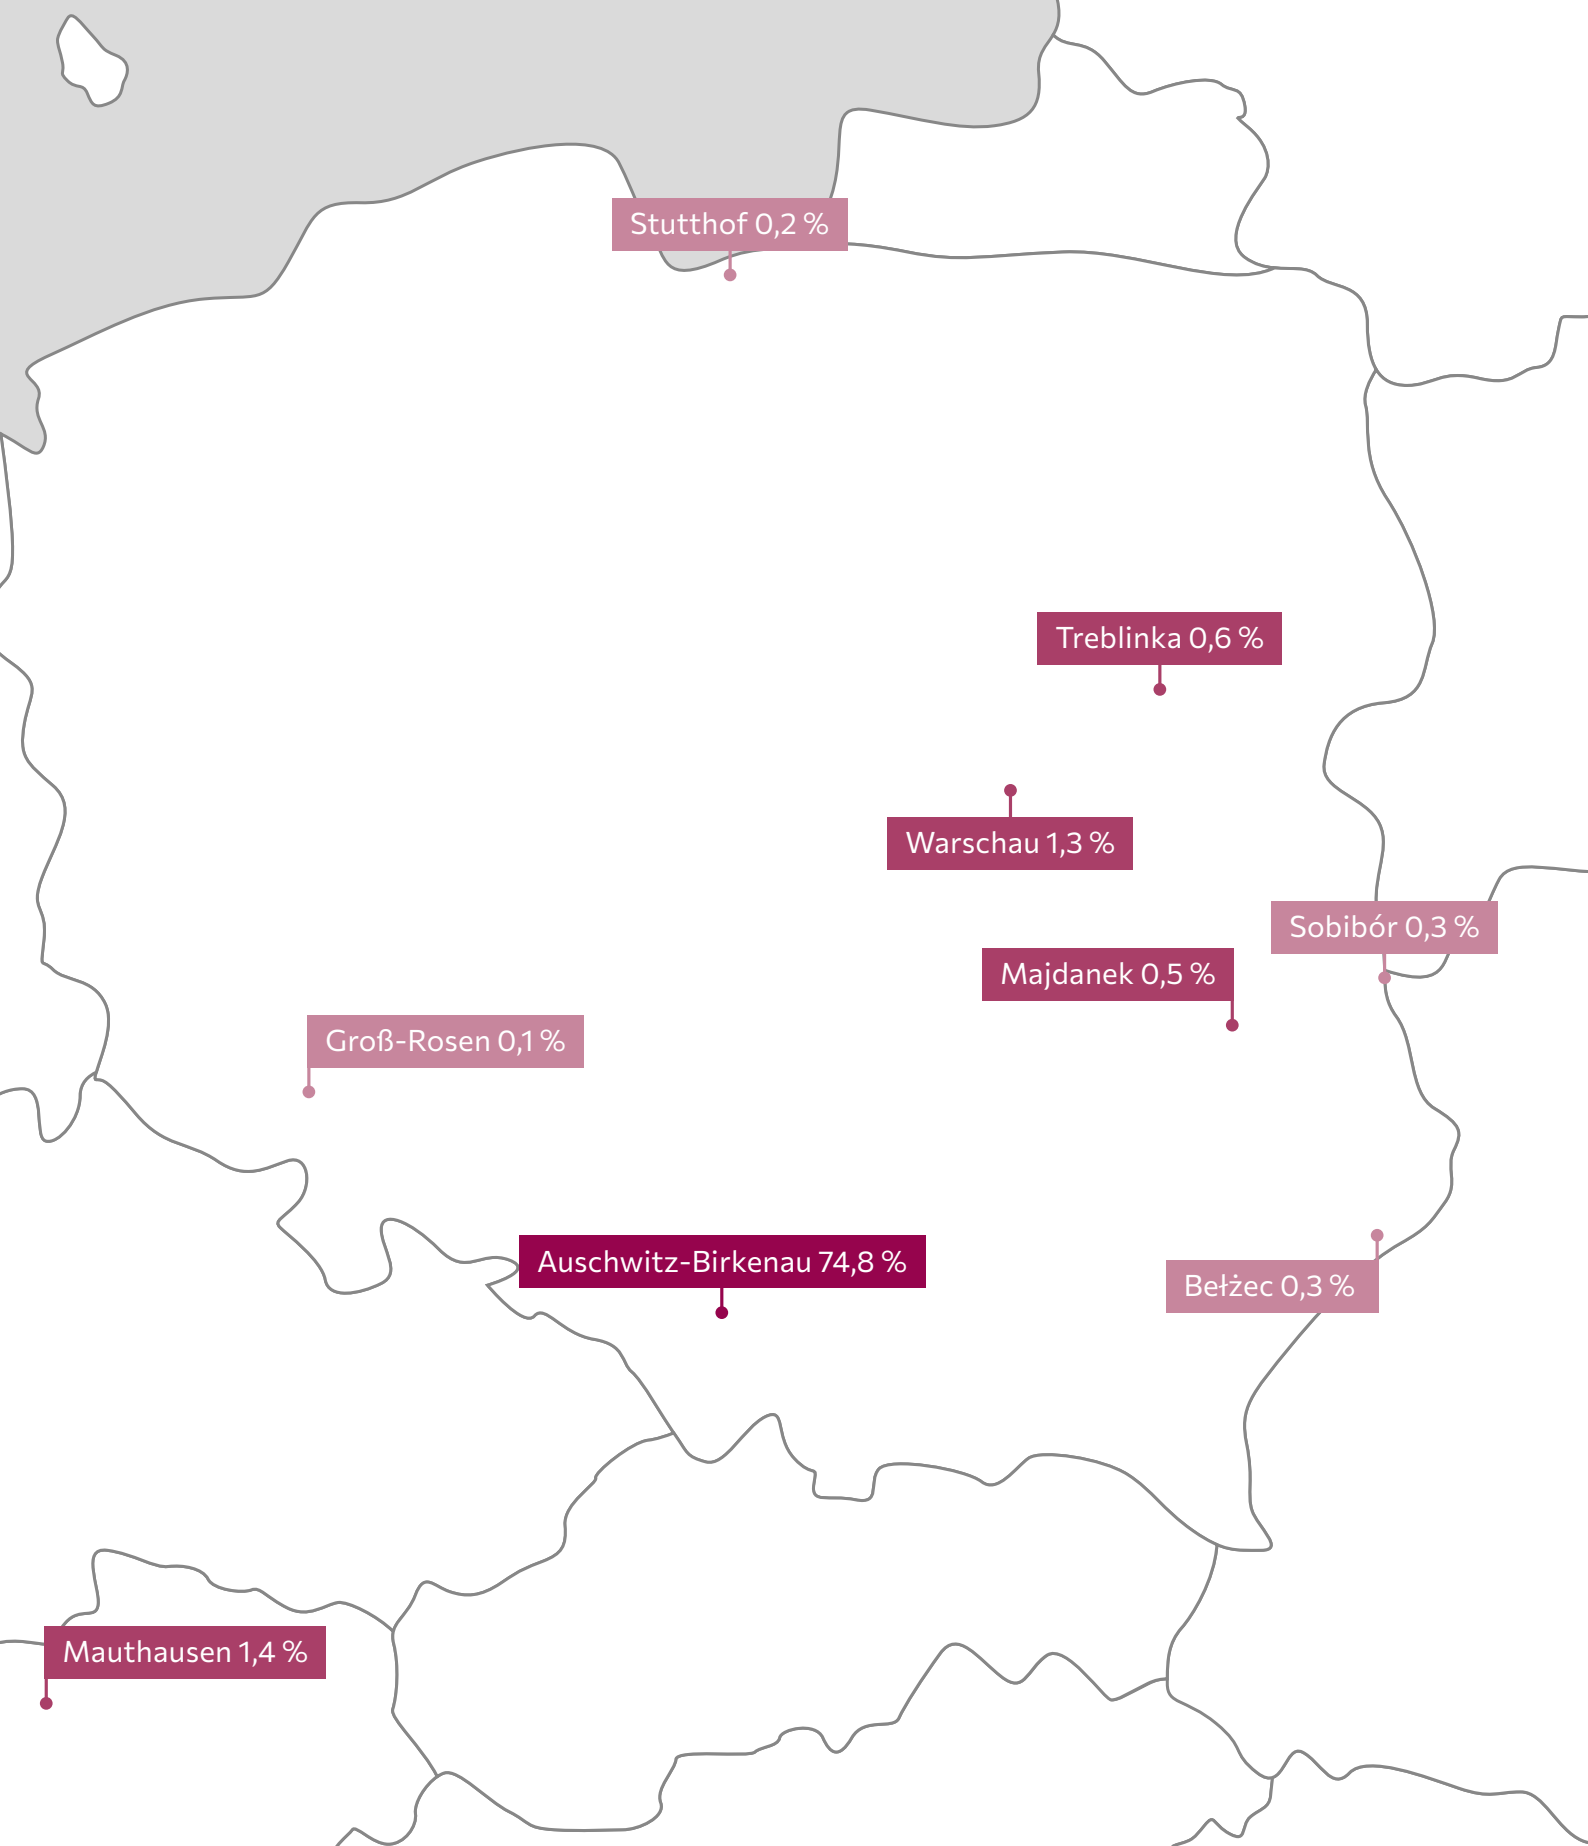 Stutthof 0,2 %
Treblinka 0,6 %
Warschau 1,3 %
Sobibór 0,3 %
Majdanek 0,5 %
Groß-Rosen 0,1 %
Auschwitz-Birkenau 74,8 %
Bełżec 0,3 %
Mauthausen 1,4 %